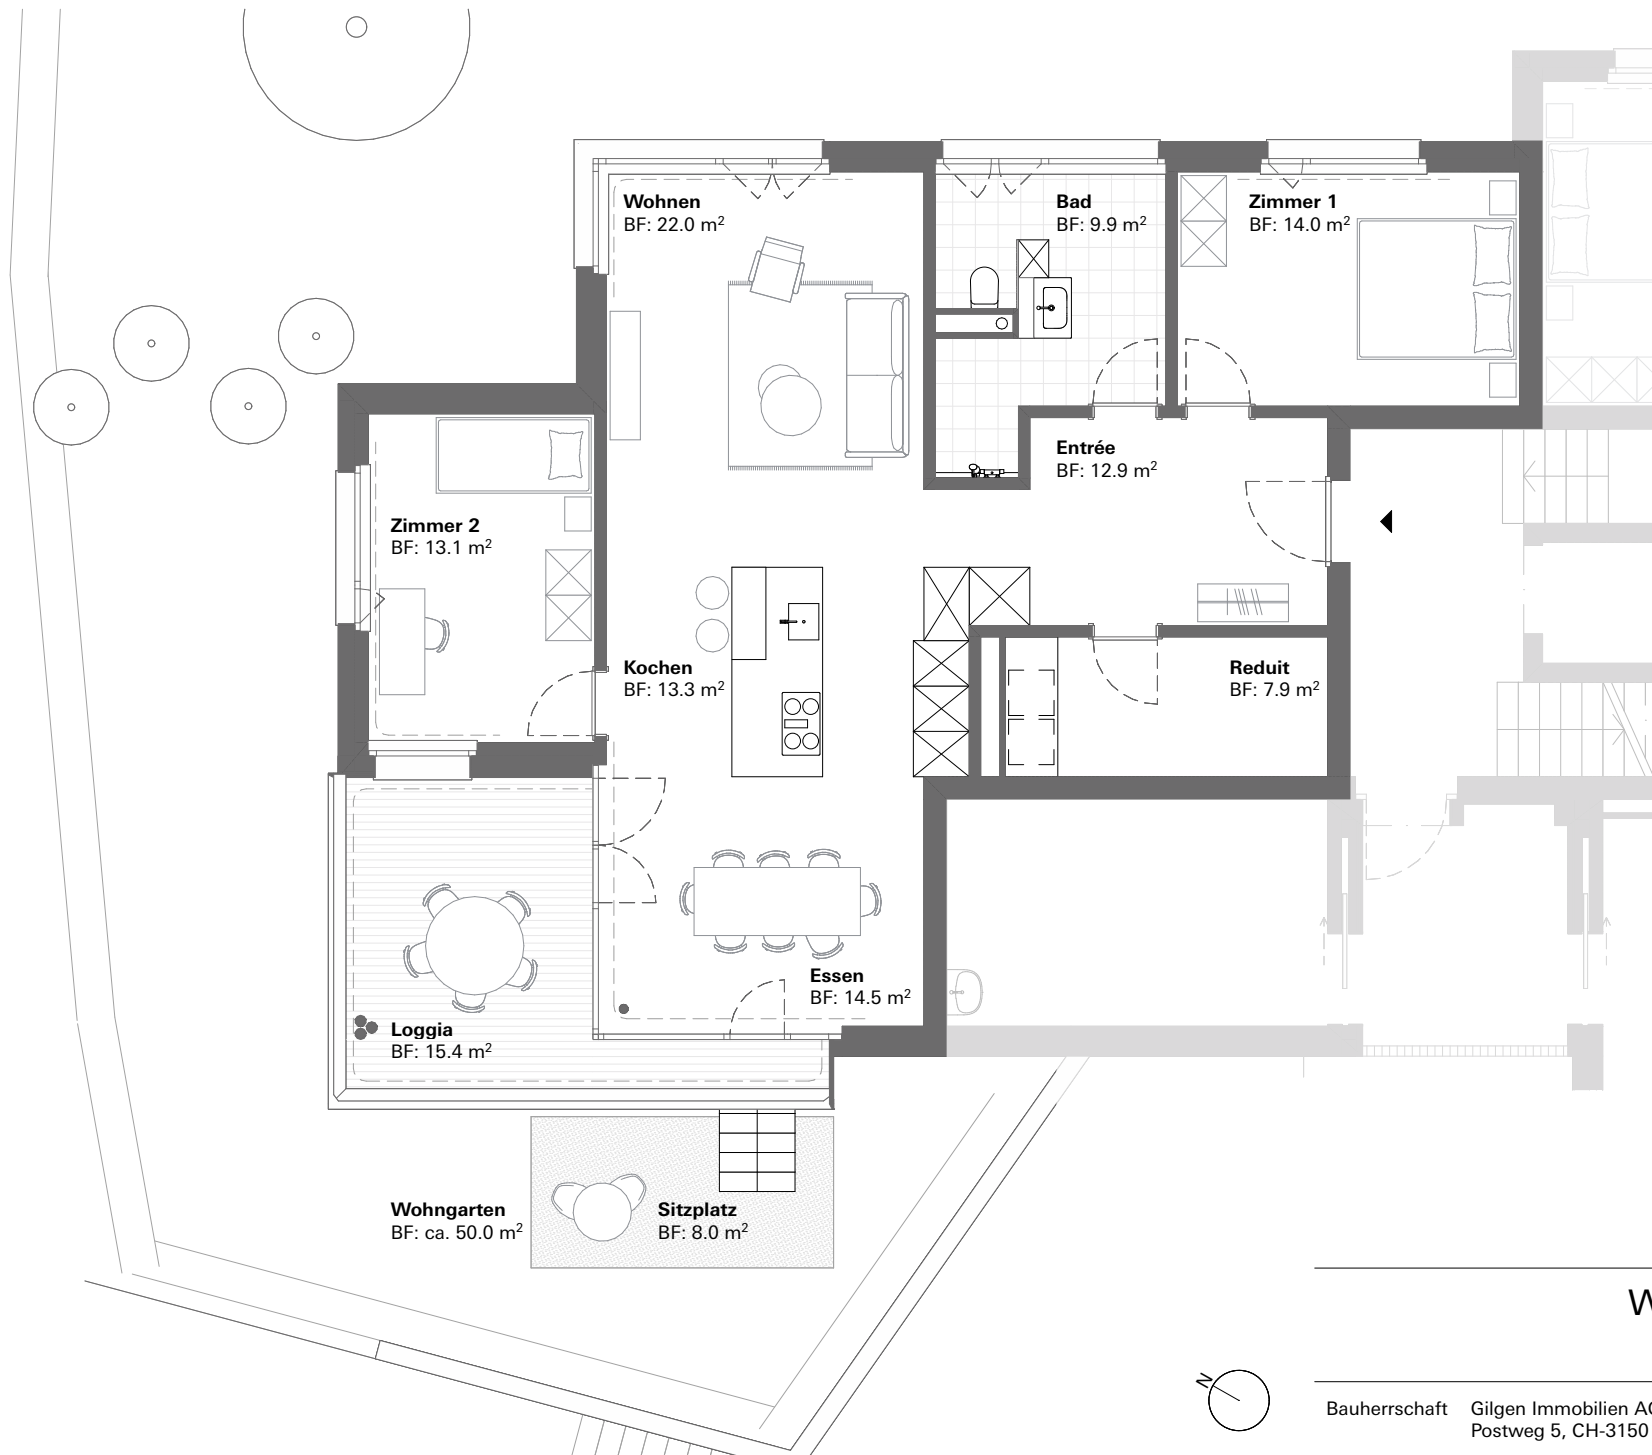 Wohnen
BF: 22.0 m²
Bad
BF: 9.9 m²
Zimmer 1
BF: 14.0 m²
Entrée
BF: 12.9 m²
Zimmer 2
BF: 13.1 m²
Kochen
BF: 13.3 m²
Reduit
BF: 7.9 m²
Essen
BF: 14.5 m²
Loggia
BF: 15.4 m²
Wohngarten
BF: ca. 50.0 m²
Sitzplatz
BF: 8.0 m²
N
Bauherrschaft Gilgen Immobilien AG
Postweg 5, CH-3150